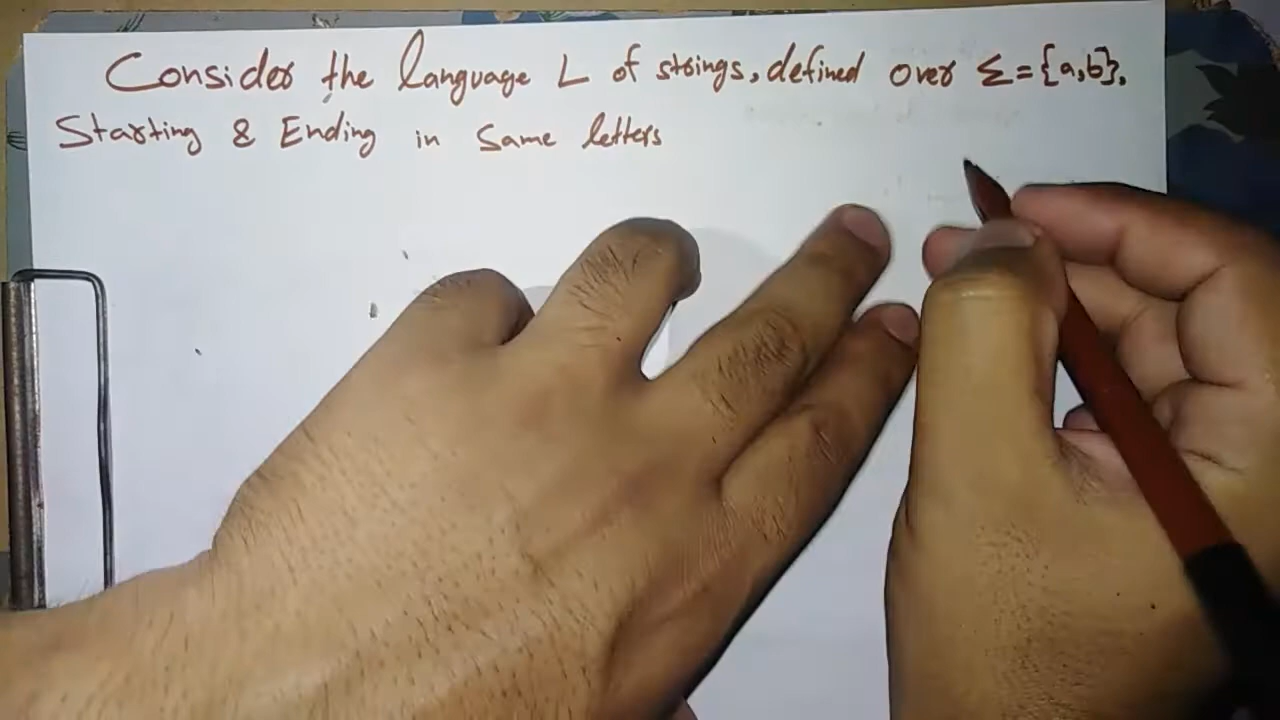 Consider the language L of strings, defined over Σ={a,b},
Starting & Ending in Same letters